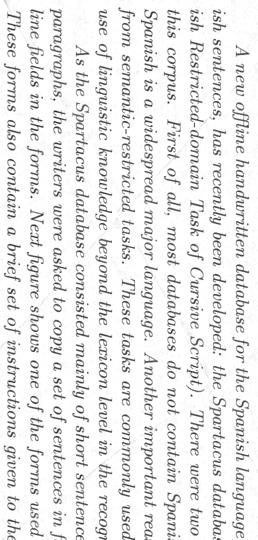 A new offline handwritten database for the Spanish language
ish sentences, has recently been developed: the Spartacus databas
ish Restricted-domain Task of Cursive Script). There were two
this corpus. First of all, most databases do not contain Spani
Spanish is a widespread major language. Another important rea
from semantic-restricted tasks. These tasks are commonly used
use of linguistic knowledge beyond the lexicon level in the recogn
As the Spartacus database consisted mainly of short sentence
paragraphs, the writers were asked to copy a set of sentences in f
line fields in the forms. Next figure shows one of the forms used
These forms also contain a brief set of instructions given to the